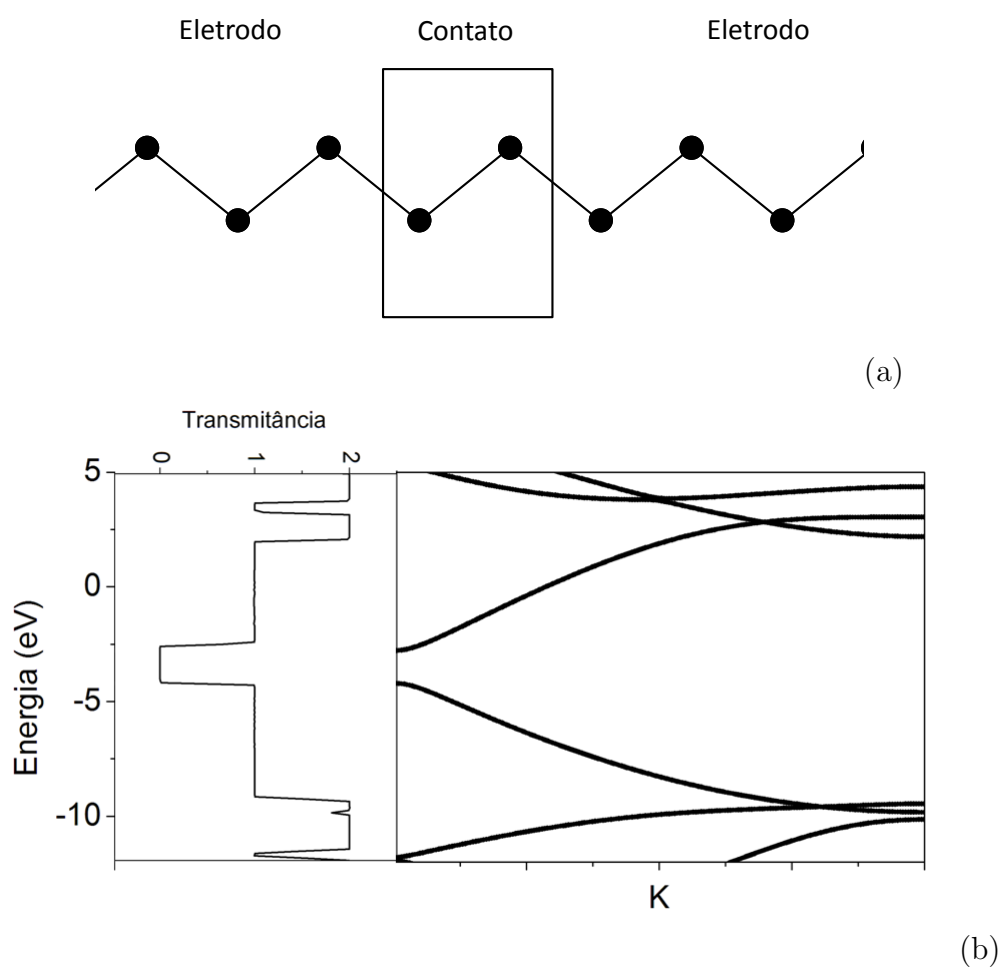 Eletrodo Contato Eletrodo
(a)
Transmitância
0 1 2
5
0
-5
-10
Energia (eV)
K
(b)